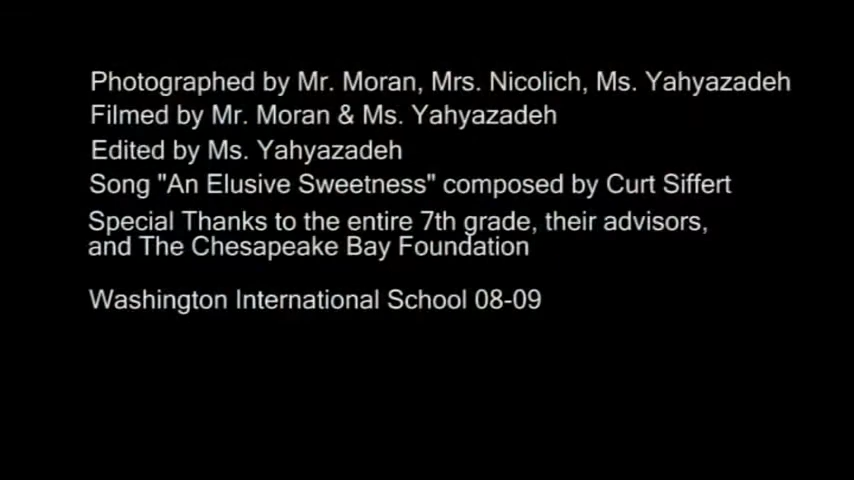 Photographed by Mr. Moran, Mrs. Nicolich, Ms. Yahyazadeh
Filmed by Mr. Moran & Ms. Yahyazadeh
Edited by Ms. Yahyazadeh
Song "An Elusive Sweetness" composed by Curt Siffert
Special Thanks to the entire 7th grade, their advisors,
and The Chesapeake Bay Foundation
Washington International School 08-09